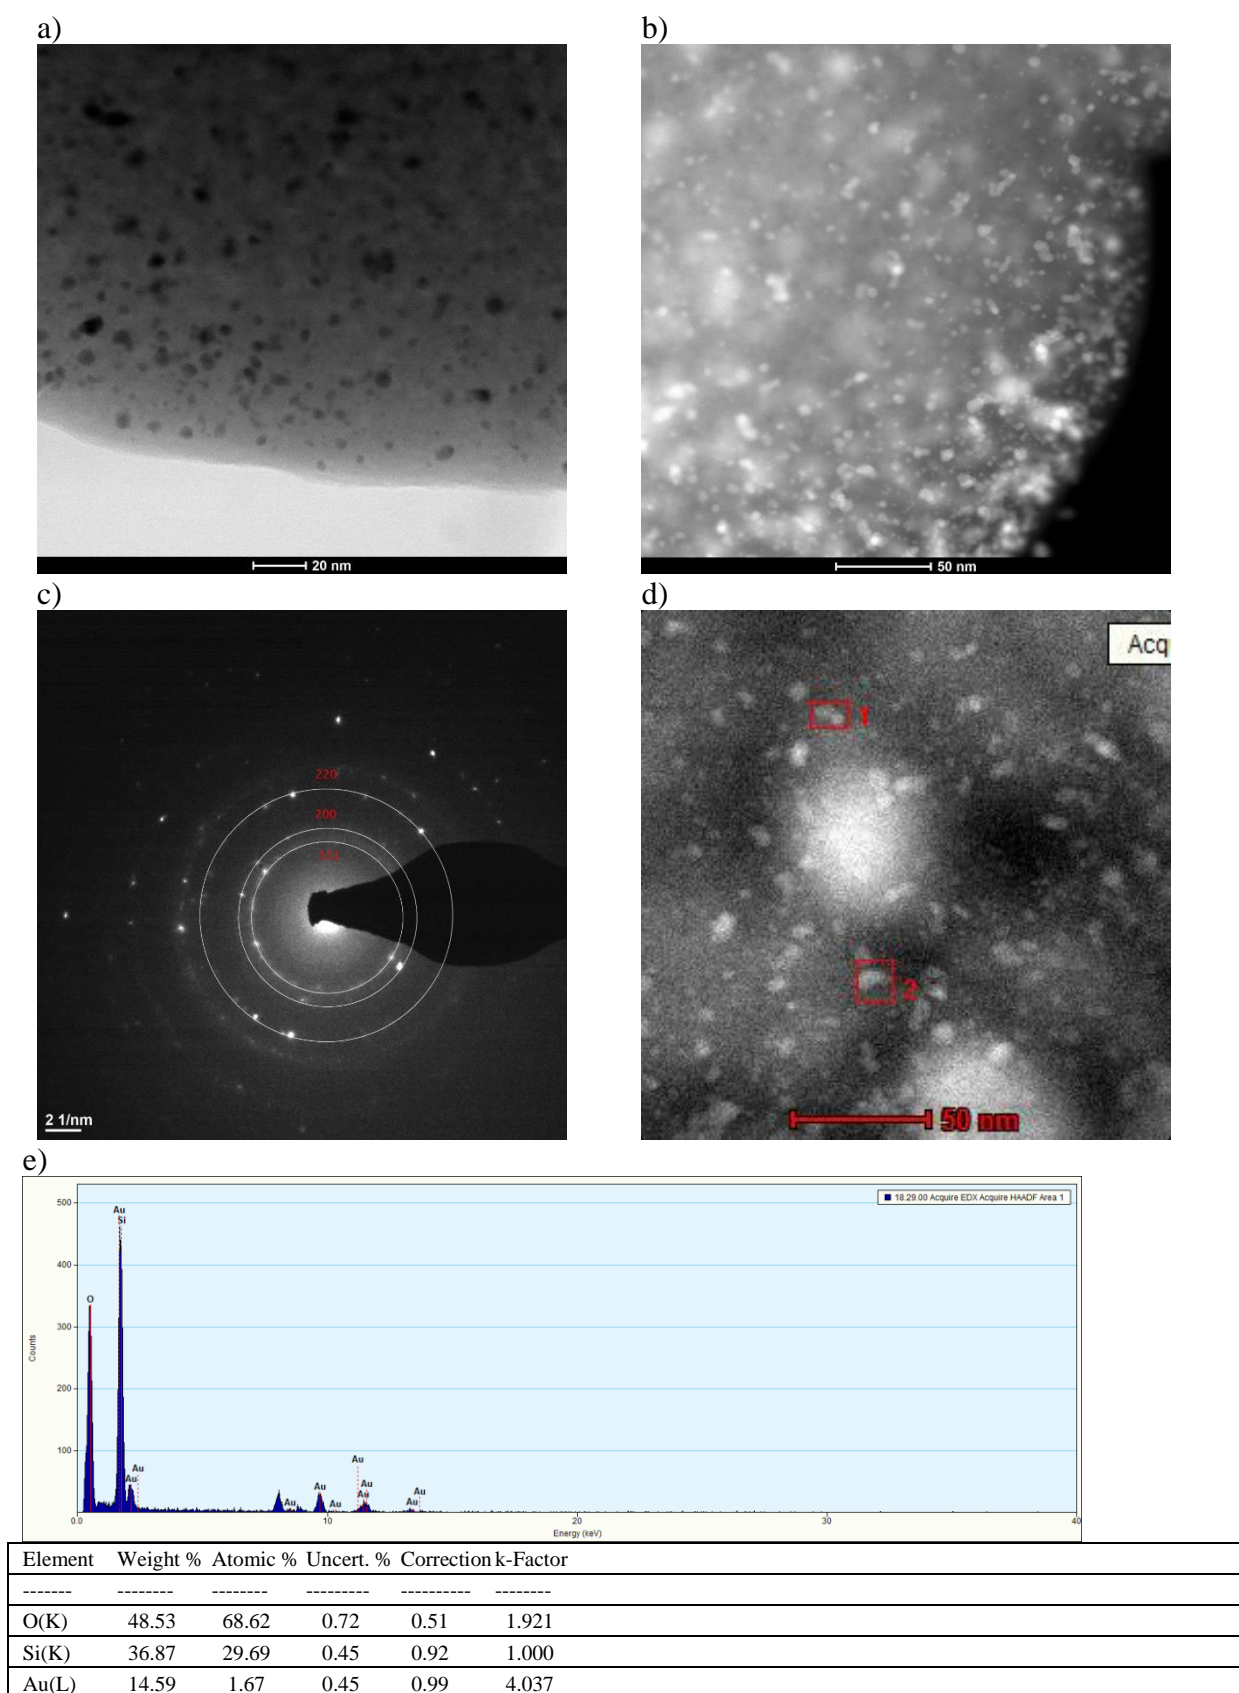 a)
b)
20 nm
50 nm
c)
d)
220
200
2 1/nm
Acq
1
2
50 nm
e)
18.29.00 Acquire EDX Acquire HAADF Area 1
500
400
300
200
100
Counts
O
Au
Si
Au
Au
Au
Au
Au
Au
Au
Au
Au
Au
0.0
10
20
30
40
Energy (keV)
Element Weight % Atomic % Uncert. % Correction k-Factor
------- -------- -------- --------- ---------- --------
O(K) 48.53 68.62 0.72 0.51 1.921
Si(K) 36.87 29.69 0.45 0.92 1.000
Au(L) 14.59 1.67 0.45 0.99 4.037